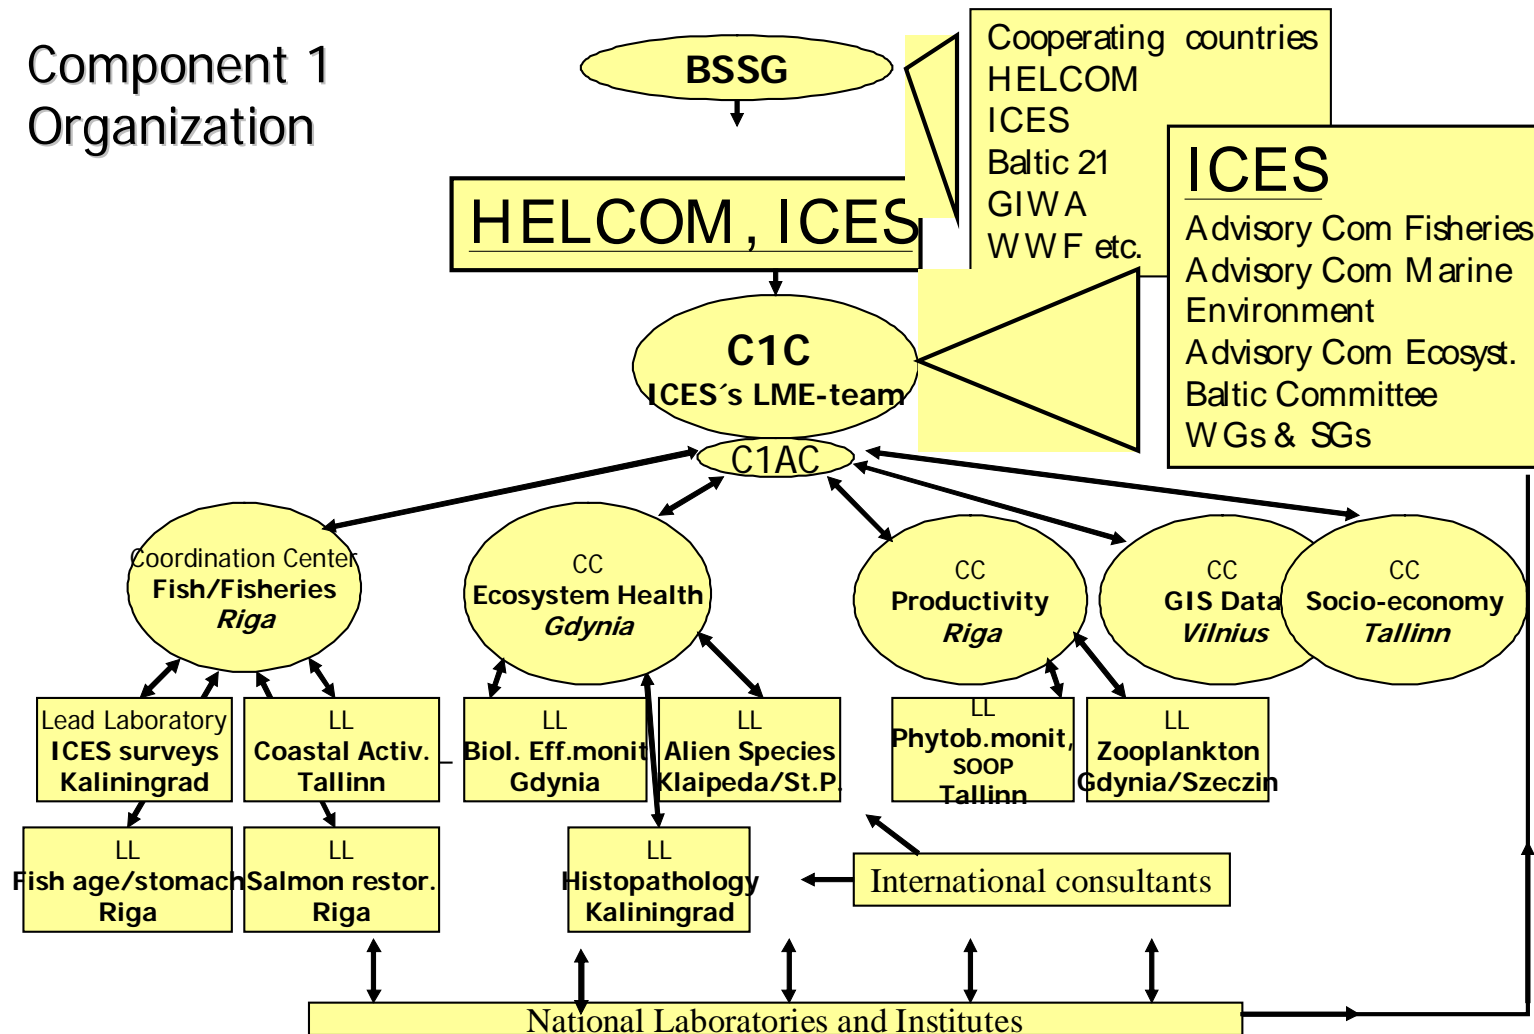 Component 1
Organization
BSSG
Cooperating countries
HELCOM
ICES
Baltic 21
GIWA
WWF etc.
HELCOM, ICES
ICES
Advisory Com Fisheries
Advisory Com Marine
Environment
Advisory Com Ecosyst.
Baltic Committee
WGs & SGs
C1C
ICES´s LME-team
C1AC
Coordination Center
Fish/Fisheries
Riga
CC
Ecosystem Health
Gdynia
CC
Productivity
Riga
CC
GIS Data
Vilnius
CC
Socio-economy
Tallinn
Lead Laboratory
ICES surveys
Kaliningrad
LL
Coastal Activ.
Tallinn
LL
Biol. Eff.monit
Gdynia
LL
Alien Species
Klaipeda/St.P.
LL
Phytob.monit,
SOOP
Tallinn
LL
Zooplankton
Gdynia/Szeczin
LL
Fish age/stomach
Riga
LL
Salmon restor.
Riga
LL
Histopathology
Kaliningrad
International consultants
National Laboratories and Institutes